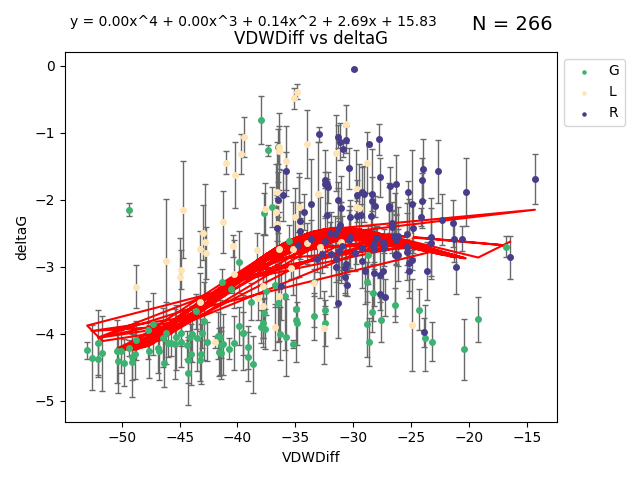 y = 0.00x^4 + 0.00x^3 + 0.14x^2 + 2.69x + 15.83
N = 266
VDWDiff vs deltaG
G
L
R
deltaG
0
−1
−2
−3
−4
−5
−50
−45
−40
−35
−30
−25
−20
−15
VDWDiff